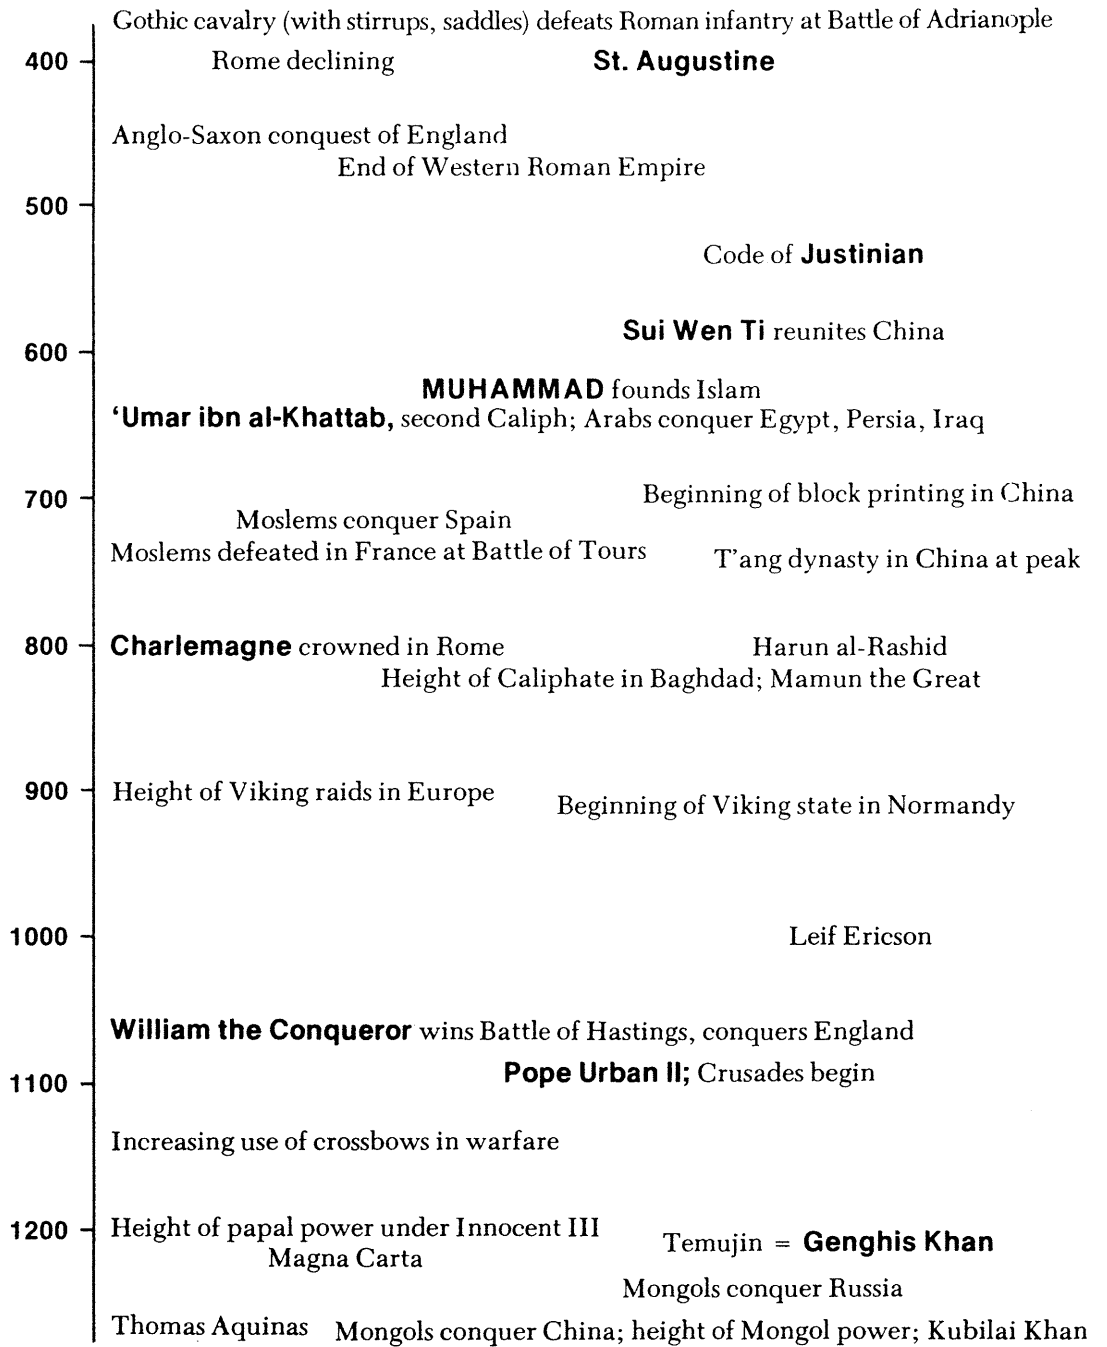 Gothic cavalry (with stirrups, saddles) defeats Roman infantry at Battle of Adrianople
400 Rome declining St. Augustine
Anglo-Saxon conquest of England
End of Western Roman Empire
500
Code of Justinian
Sui Wen Ti reunites China
600
MUHAMMAD founds Islam
‘Umar ibn al-Khattab, second Caliph; Arabs conquer Egypt, Persia, Iraq
700 Beginning of block printing in China
Moslems conquer Spain
Moslems defeated in France at Battle of Tours
T’ang dynasty in China at peak
800 Charlemagne crowned in Rome Harun al-Rashid
Height of Caliphate in Baghdad; Mamun the Great
900 Height of Viking raids in Europe
Beginning of Viking state in Normandy
1000 Leif Ericson
William the Conqueror wins Battle of Hastings, conquers England
Pope Urban II; Crusades begin
1100
Increasing use of crossbows in warfare
1200 Height of papal power under Innocent III
Temujin = Genghis Khan
Magna Carta
Mongols conquer Russia
Thomas Aquinas Mongols conquer China; height of Mongol power; Kubilai Khan